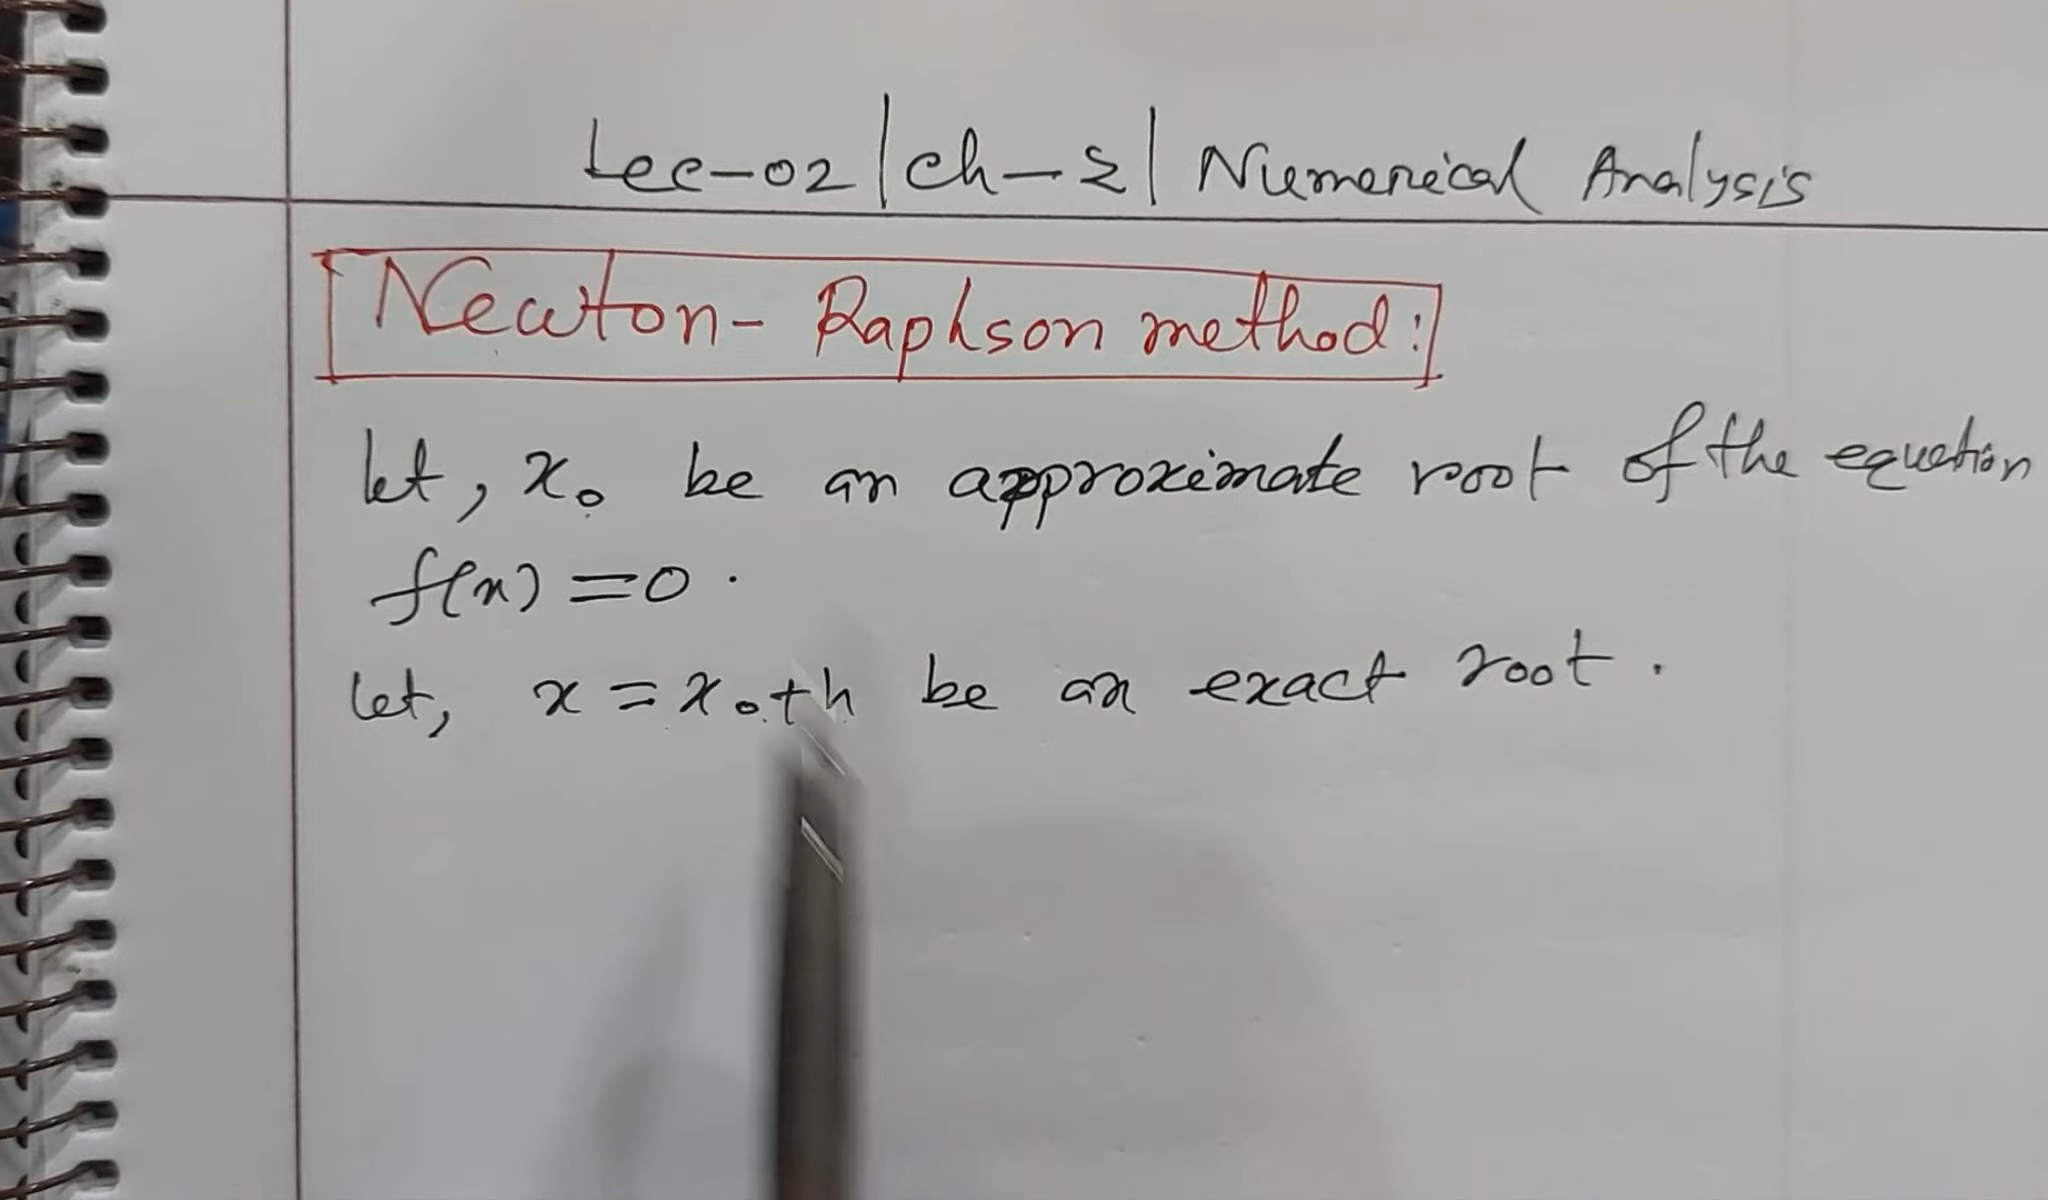 Lec-02 | ch-2 | Numerical Analysis
Newton-Raphson method:
let, x₀ be an approximate root of the equation
f(x) = 0.
let, x = x₀+h be an exact root.